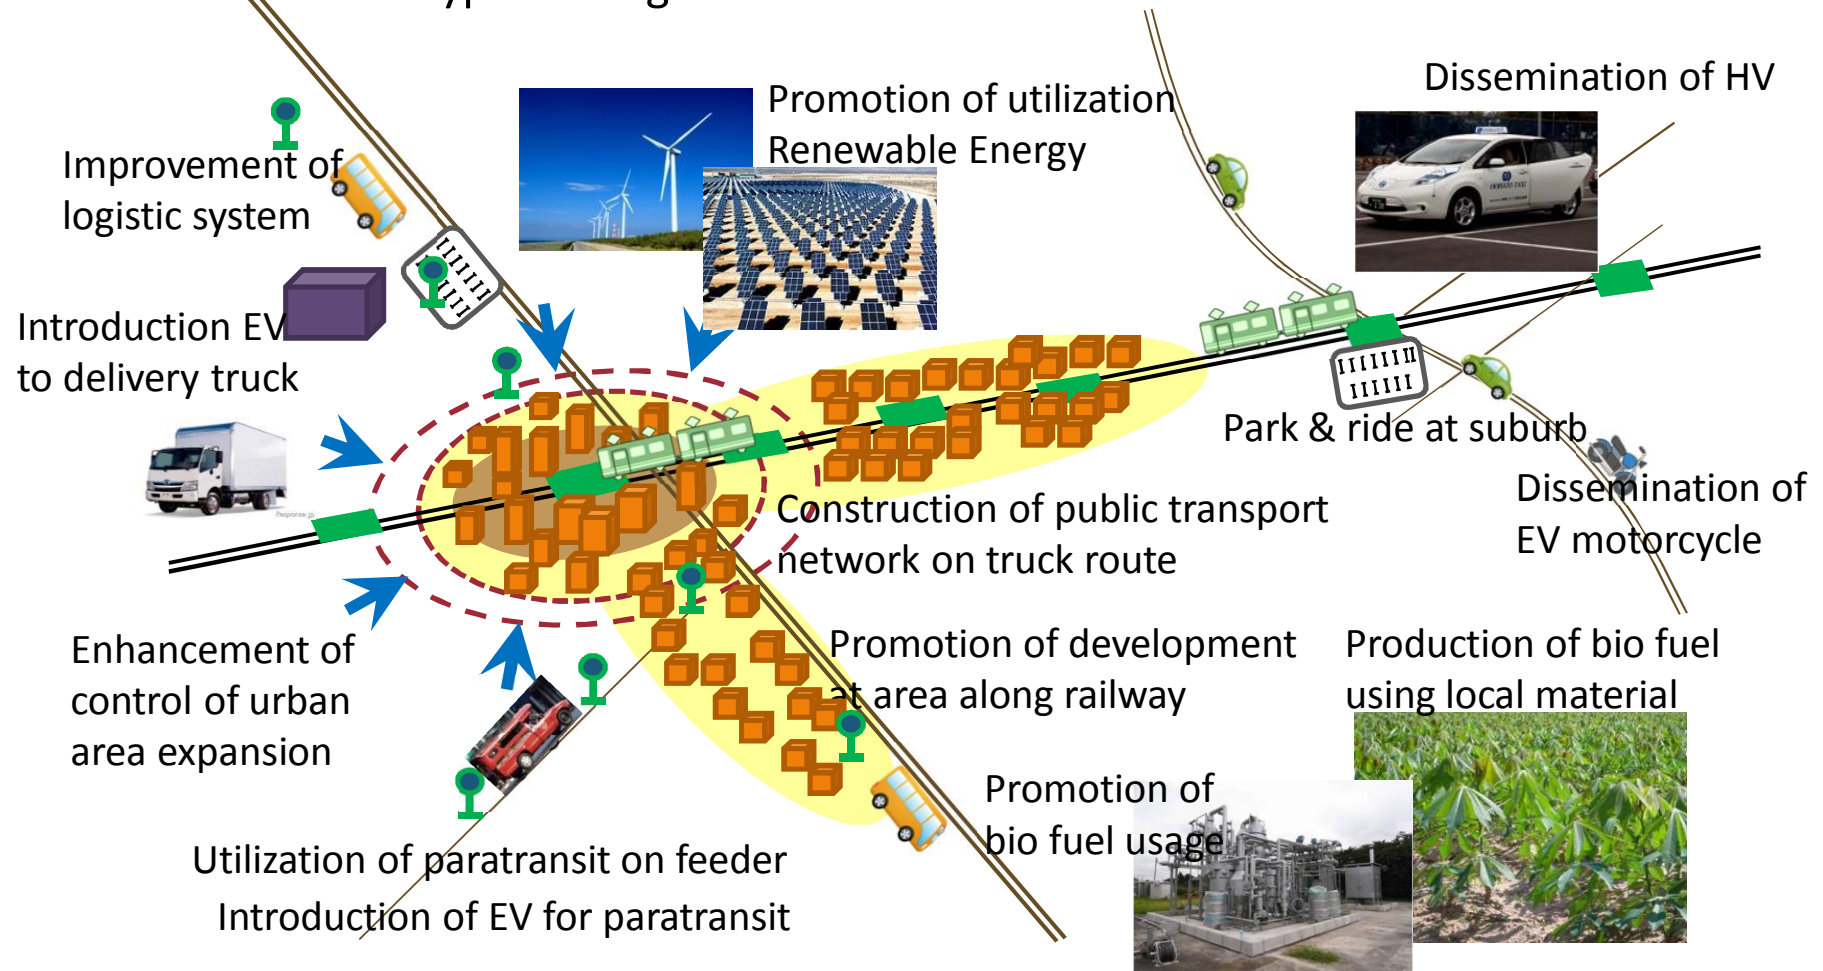 Dissemination of HV
Promotion of utilization
Renewable Energy
Improvement of
logistic system
Introduction EV
to delivery truck
Park & ride at suburb
Dissemination of
EV motorcycle
Construction of public transport
network on truck route
Enhancement of
control of urban
area expansion
Promotion of development
at area along railway
Production of bio fuel
using local material
Promotion of
bio fuel usage
Utilization of paratransit on feeder
Introduction of EV for paratransit